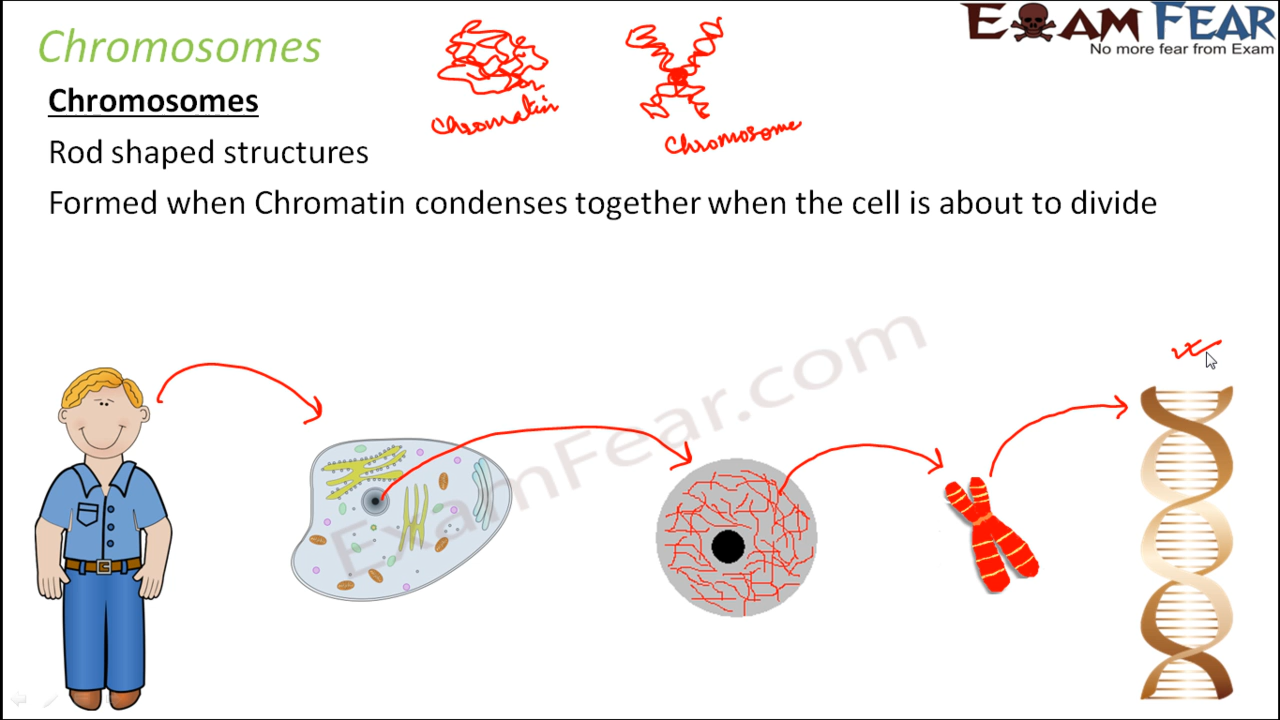 Chromosomes
EXAM FEAR
No more fear from Exam
Chromatin
Chromosome
Chromosomes
Rod shaped structures
Formed when Chromatin condenses together when the cell is about to divide
ExamFear.com